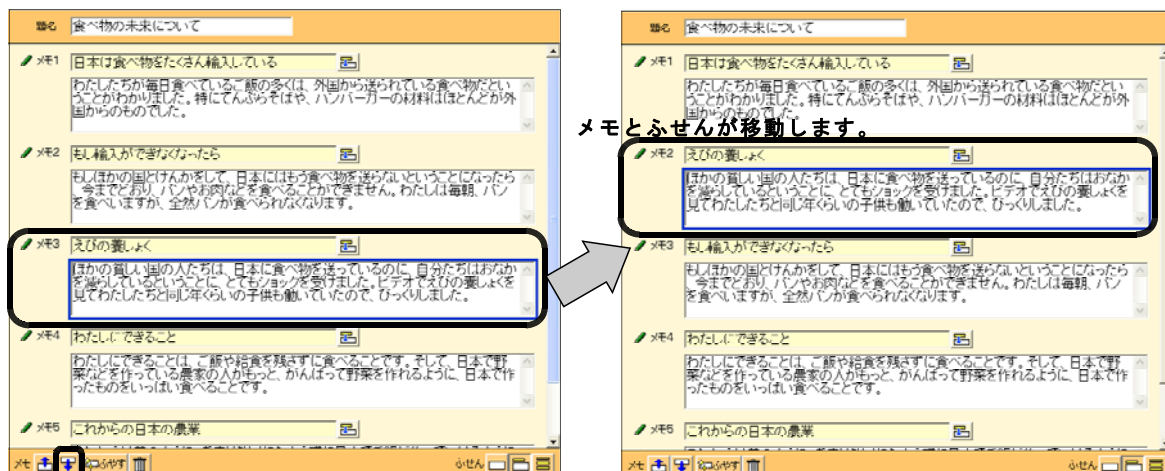 題名 食べ物の未来について
メモ1 日本は食べ物をたくさん輸入している
わたしたちが毎日食べているご飯の多くは、外国から送られている食べ物だとい
うことがわかりました。特にてんぷらそばや、ハンバーガーの材料はほとんどが外
国からのものでした。
メモ2 もし輸入ができなくなったら
もしほかの国とけんかをして、日本にはもう食べ物を送らないということになったら
、今までどおり、パンやお肉などを食べることができません。わたしは毎朝、パン
を食べいますが、全然パンが食べられなくなります。
メモ3 えびの養しょく
ほかの貧しい国の人たちは、日本に食べ物を送っているのに、自分たちはおなか
を減らしているということに、とてもショックを受けました。ビデオでえびの養しょくを
見てわたしたちと同じ年くらいの子供も働いていたので、びっくりしました。
メモ4 わたしにできること
わたしにできることは、ご飯や給食を残さずに食べることです。そして、日本で野
菜などを作っている農家の人がもっと、がんばって野菜を作れるように、日本で作
ったものをいっぱい食べることです。
メモ5 これからの日本の農業
メモ ふやす ふせん
メモとふせんが移動します。
題名 食べ物の未来について
メモ1 日本は食べ物をたくさん輸入している
わたしたちが毎日食べているご飯の多くは、外国から送られている食べ物だとい
うことがわかりました。特にてんぷらそばや、ハンバーガーの材料はほとんどが外
国からのものでした。
メモ2 えびの養しょく
ほかの貧しい国の人たちは、日本に食べ物を送っているのに、自分たちはおなか
を減らしているということに、とてもショックを受けました。ビデオでえびの養しょくを
見てわたしたちと同じ年くらいの子供も働いていたので、びっくりしました。
メモ3 もし輸入ができなくなったら
もしほかの国とけんかをして、日本にはもう食べ物を送らないということになったら
、今までどおり、パンやお肉などを食べることができません。わたしは毎朝、パン
を食べいますが、全然パンが食べられなくなります。
メモ4 わたしにできること
わたしにできることは、ご飯や給食を残さずに食べることです。そして、日本で野
菜などを作っている農家の人がもっと、がんばって野菜を作れるように、日本で作
ったものをいっぱい食べることです。
メモ5 これからの日本の農業
メモ ふやす ふせん